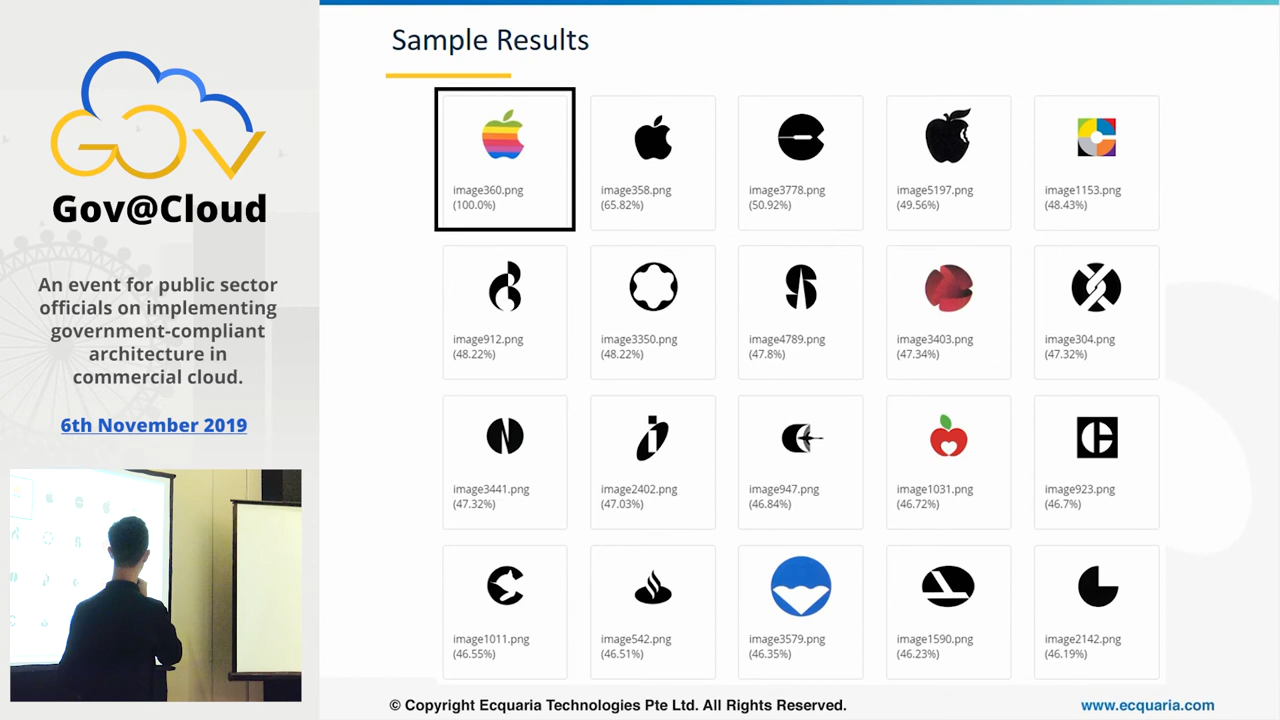 GOV
Gov@Cloud
An event for public sector
officials on implementing
government-compliant
architecture in
commercial cloud.
6th November 2019
Sample Results
image360.png
(100.0%)
image358.png
(65.82%)
image3778.png
(50.92%)
image5197.png
(49.56%)
image1153.png
(48.43%)
image912.png
(48.22%)
image3350.png
(48.22%)
image4789.png
(47.8%)
image3403.png
(47.34%)
image304.png
(47.32%)
image3441.png
(47.32%)
image2402.png
(47.03%)
image947.png
(46.84%)
image1031.png
(46.72%)
image923.png
(46.7%)
image1011.png
(46.55%)
image542.png
(46.51%)
image3579.png
(46.35%)
image1590.png
(46.23%)
image2142.png
(46.19%)
© Copyright Ecquaria Technologies Pte Ltd. All Rights Reserved.
www.ecquaria.com